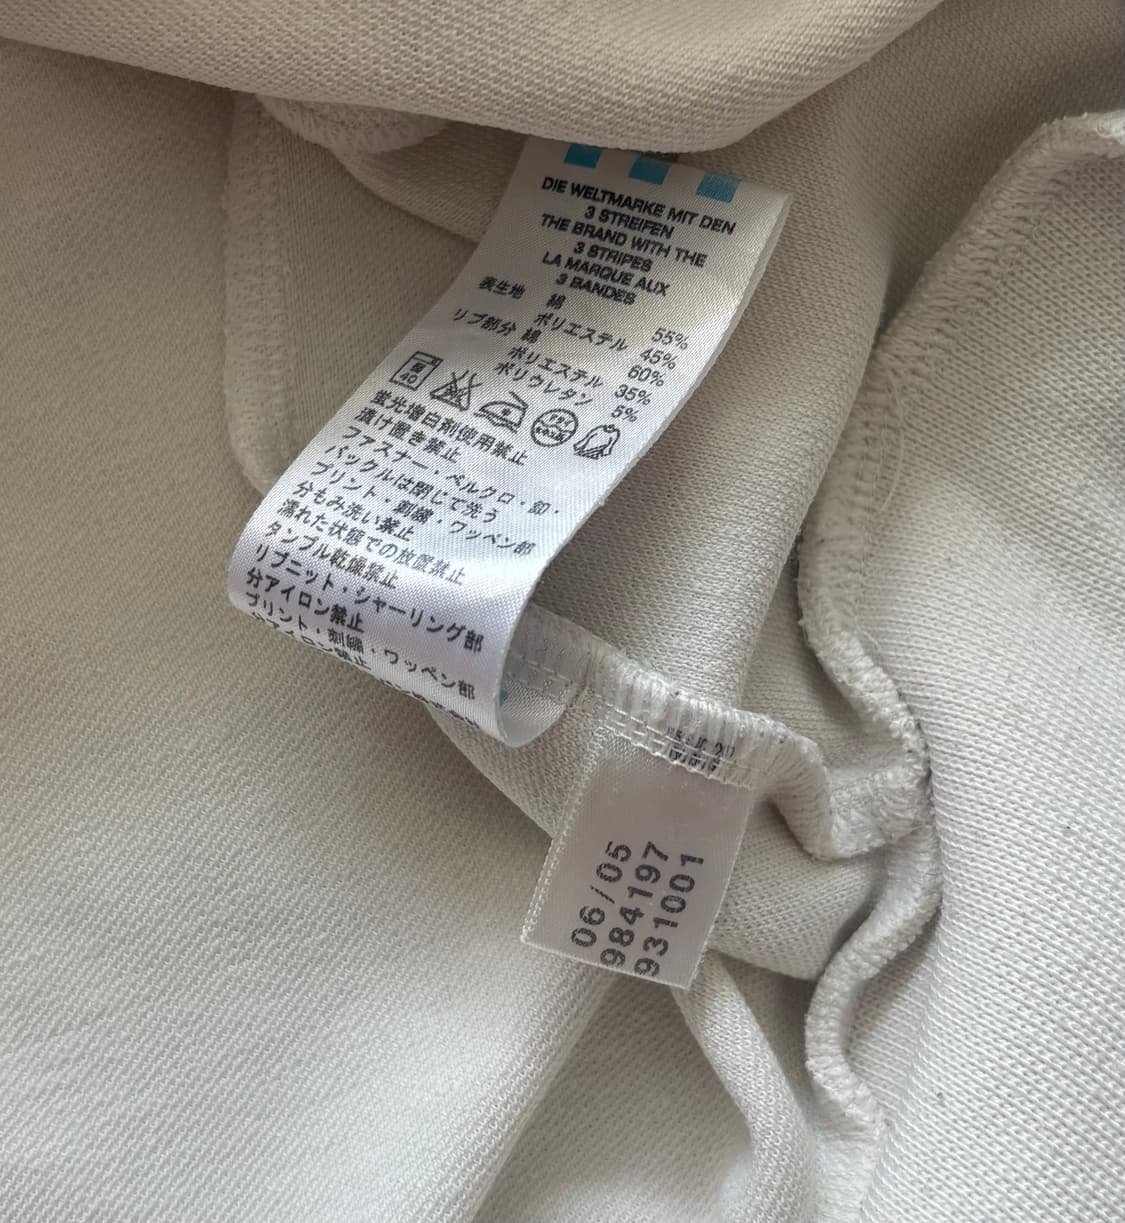 DIE WELTMARKE MIT DEN
3 STREIFEN
THE BRAND WITH THE
3 STRIPES
LA MARQUE AUX
3 BANDES
表生地 綿 55%
ポリエステル 45%
リブ部分 綿 60%
ポリエステル 35%
ポリウレタン 5%
40
蛍光増白剤使用禁止
漬け置き禁止
ファスナー・ベルクロ・釦・
バックルは閉じて洗う
プリント・刺繍・ワッペン部
分もみ洗い禁止
濡れた状態での放置禁止
タンブル乾燥禁止
リブニット・シャーリング部
分アイロン禁止
プリント・刺繍・ワッペン部
分アイロン禁止
06/05
984197
931001